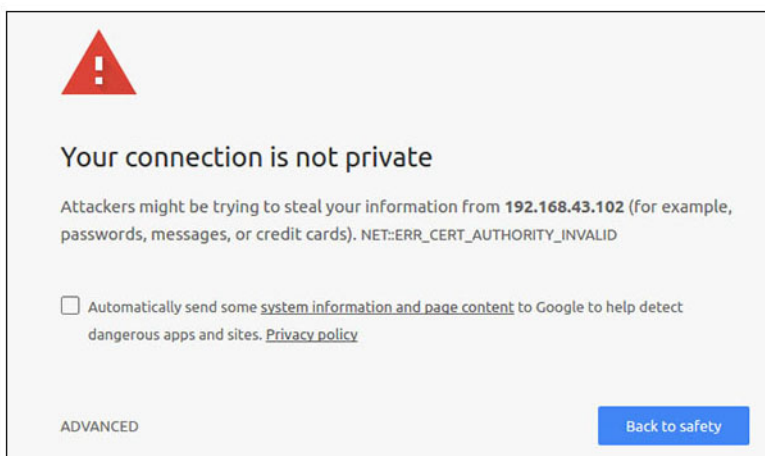 Your connection is not private
Attackers might be trying to steal your information from 192.168.43.102 (for example,
passwords, messages, or credit cards). NET::ERR_CERT_AUTHORITY_INVALID
Automatically send some system information and page content to Google to help detect
dangerous apps and sites. Privacy policy
ADVANCED
Back to safety